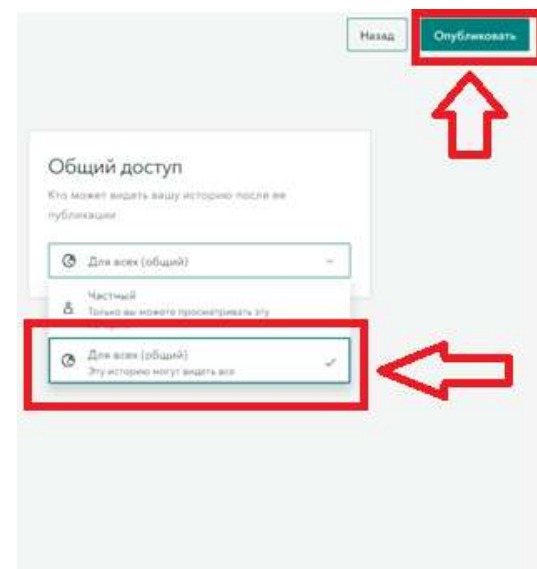 Назад
Опубликовать
Общий доступ
Кто может видеть вашу историю после ее
публикации
Для всех (общий)
Частный
Только вы можете просматривать эту
Для всех (общий)
Эту историю могут видеть все